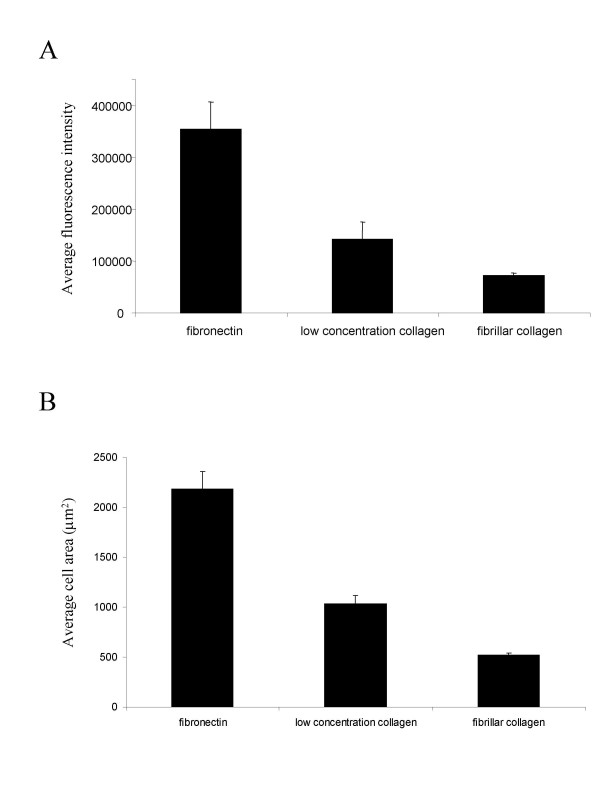 A
Average fluorescence intensity
400000
300000
200000
100000
0
fibronectin low concentration collagen fibrillar collagen
B
Average cell area (µm²)
2500
2000
1500
1000
500
0
fibronectin low concentration collagen fibrillar collagen